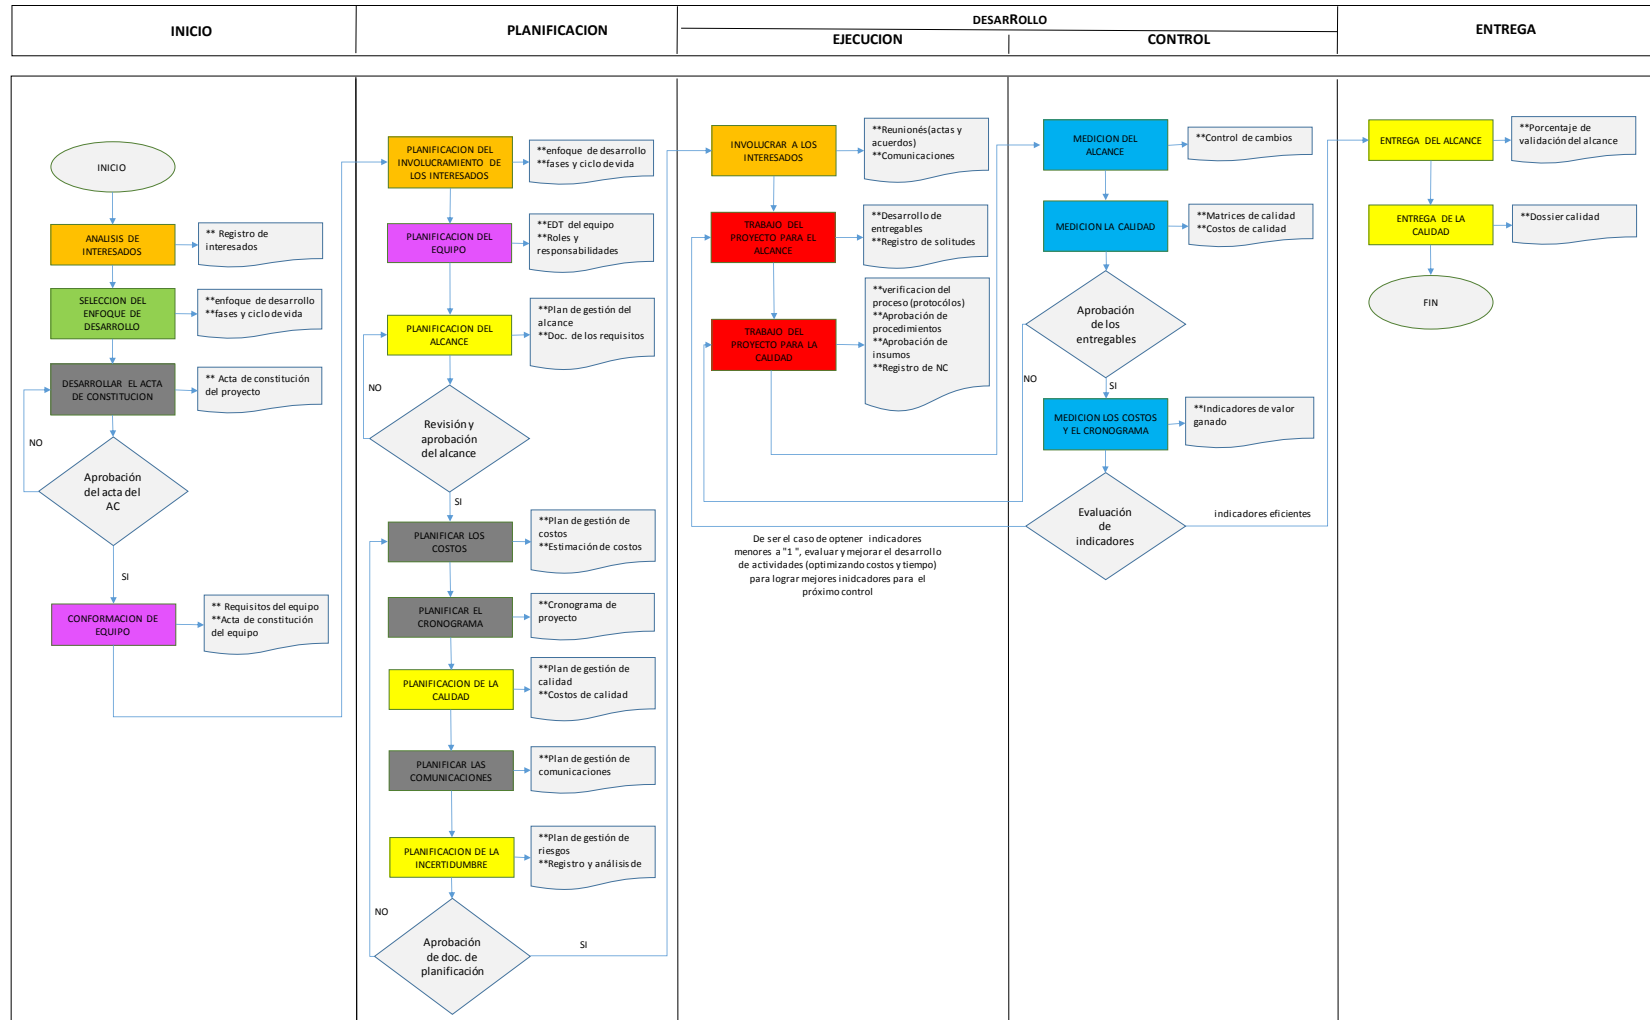 INICIO
PLANIFICACION
DESARROLLO
EJECUCION
CONTROL
ENTREGA
INICIO
ANALISIS DE
INTERESADOS
** Registro de
interesados
SELECCION DEL
ENFOQUE DE
DESARROLLO
**enfoque de desarrollo
**fases y ciclo de vida
DESARROLLAR EL ACTA
DE CONSTITUCION
** Acta de constitución
del proyecto
NO
Aprobación
del acta del
AC
SI
CONFORMACION DE
EQUIPO
** Requisitos del equipo
**Acta de constitución
del equipo
PLANIFICACION DEL
INVOLUCRAMIENTO DE
LOS INTERESADOS
**enfoque de desarrollo
**fases y ciclo de vida
PLANIFICACION DEL
EQUIPO
**EDT del equipo
**Roles y
responsabilidades
PLANIFICACION DEL
ALCANCE
**Plan de gestión del
alcance
**Doc. de los requisitos
NO
Revisión y
aprobación
del alcance
SI
PLANIFICAR LOS
COSTOS
**Plan de gestión de
costos
**Estimación de costos
PLANIFICAR EL
CRONOGRAMA
**Cronograma de
proyecto
PLANIFICACION DE LA
CALIDAD
**Plan de gestión de
calidad
**Costos de calidad
PLANIFICAR LAS
COMUNICACIONES
**Plan de gestión de
comunicaciones
PLANIFICACION DE LA
INCERTIDUMBRE
**Plan de gestión de
riesgos
**Registro y análisis de
NO
Aprobación
de doc. de
planificación
SI
INVOLUCRAR A LOS
INTERESADOS
**Reunionés(actas y
acuerdos)
**Comunicaciones
TRABAJO DEL
PROYECTO PARA EL
ALCANCE
**Desarrollo de
entregables
**Registro de solitudes
TRABAJO DEL
PROYECTO PARA LA
CALIDAD
**verificacion del
proceso (protocólos)
**Aprobación de
procedimientos
**Aprobación de
insumos
**Registro de NC
De ser el caso de optener indicadores
menores a "1 ", evaluar y mejorar el desarrollo
de actividades (optimizando costos y tiempo)
para lograr mejores inidcadores para el
próximo control
MEDICION DEL
ALCANCE
**Control de cambios
MEDICION LA CALIDAD
**Matrices de calidad
**Costos de calidad
Aprobación
de los
entregables
NO
SI
MEDICION LOS COSTOS
Y EL CRONOGRAMA
**Indicadores de valor
ganado
Evaluación
de
indicadores
indicadores eficientes
ENTREGA DEL ALCANCE
**Porcentaje de
validación del alcance
ENTREGA DE LA
CALIDAD
**Dossier calidad
FIN